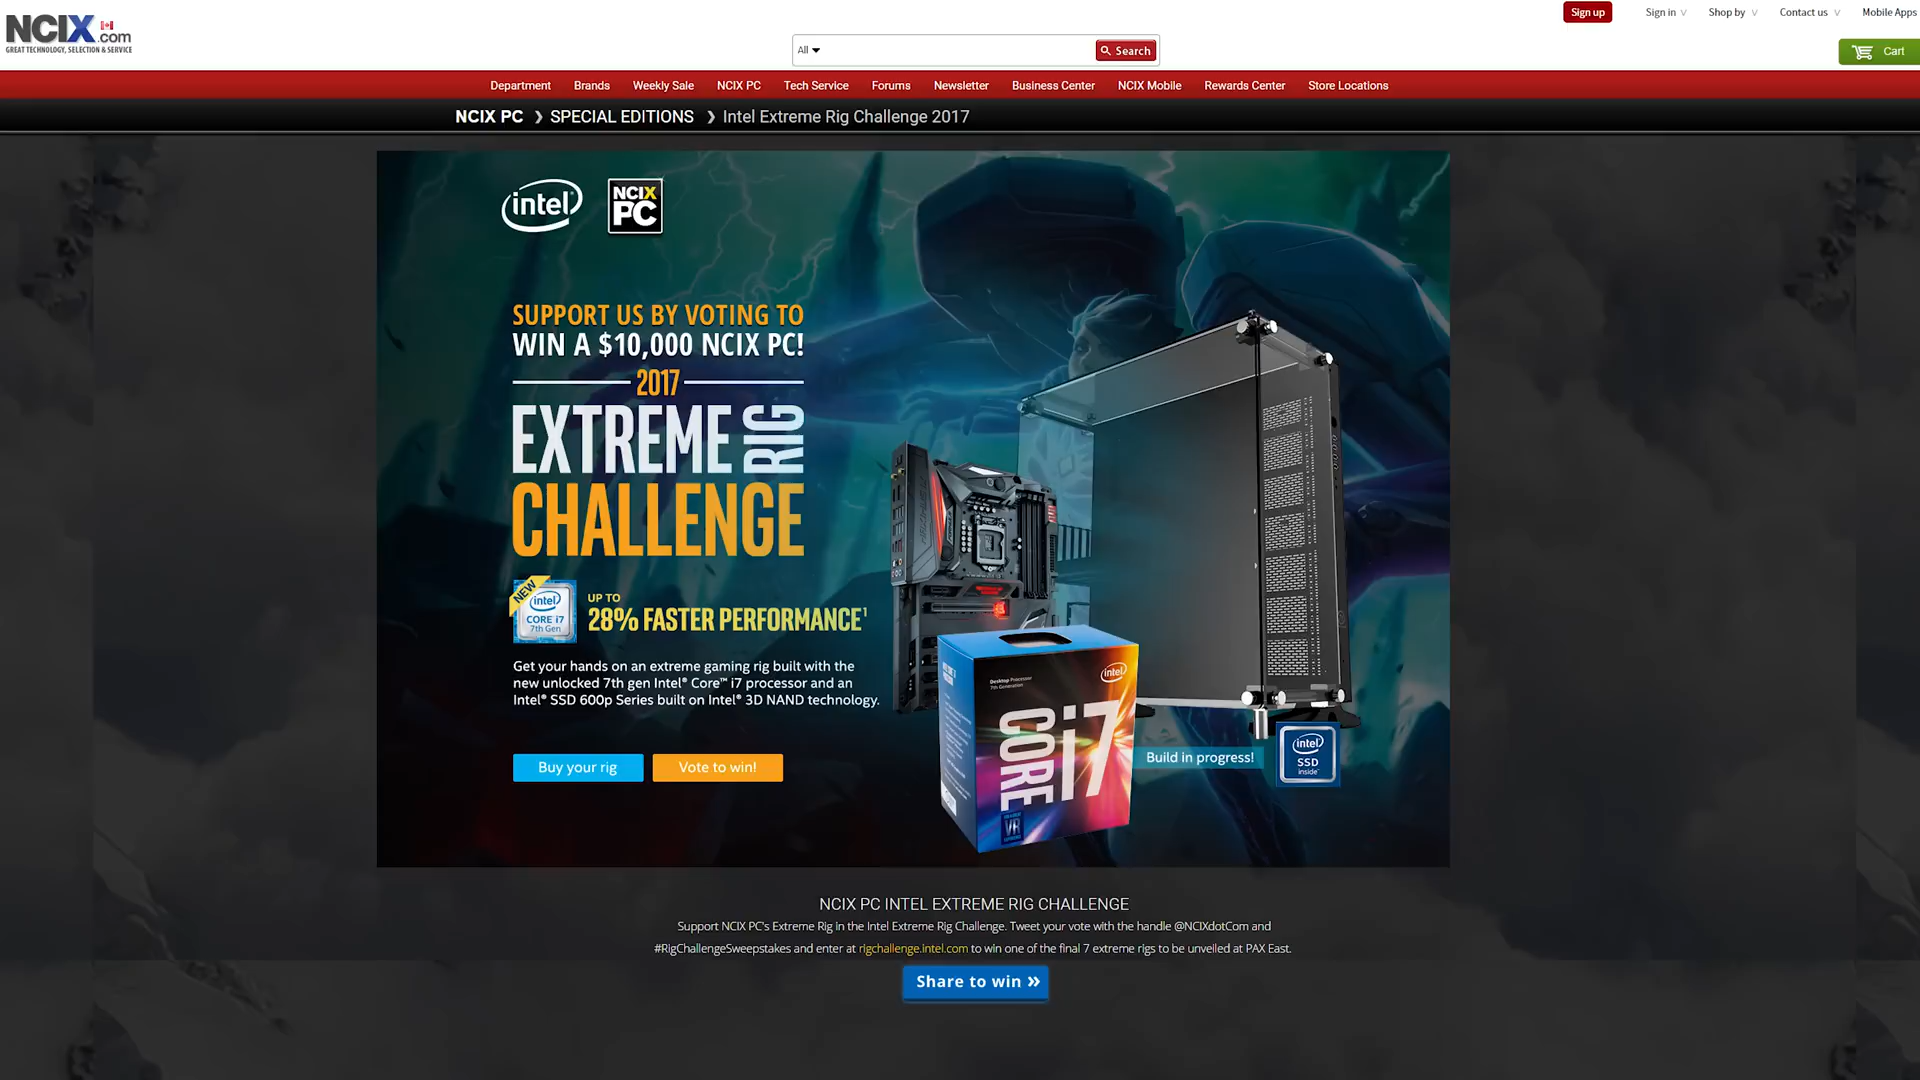 NCIX.com
GREAT TECHNOLOGY, SELECTION & SERVICE
Sign up
Sign in
Shop by
Contact us
Mobile Apps
All
Search
Cart
Department
Brands
Weekly Sale
NCIX PC
Tech Service
Forums
Newsletter
Business Center
NCIX Mobile
Rewards Center
Store Locations
NCIX PC ❯ SPECIAL EDITIONS ❯ Intel Extreme Rig Challenge 2017
intel
NCIX
PC
SUPPORT US BY VOTING TO
WIN A $10,000 NCIX PC!
2017
EXTREME RIG
CHALLENGE
NEW
intel
CORE i7
7th Gen
UP TO
28% FASTER PERFORMANCE¹
Get your hands on an extreme gaming rig built with the
new unlocked 7th gen Intel® Core™ i7 processor and an
Intel® SSD 600p Series built on Intel® 3D NAND technology.
Buy your rig
Vote to win!
Desktop Processor
7th Generation
intel
CORE i7
VR
Build in progress!
intel
SSD
inside™
NCIX PC INTEL EXTREME RIG CHALLENGE
Support NCIX PC's Extreme Rig in the Intel Extreme Rig Challenge. Tweet your vote with the handle @NCIXdotCom and
#RigChallengeSweepstakes and enter at rigchallenge.intel.com to win one of the final 7 extreme rigs to be unveiled at PAX East.
Share to win »